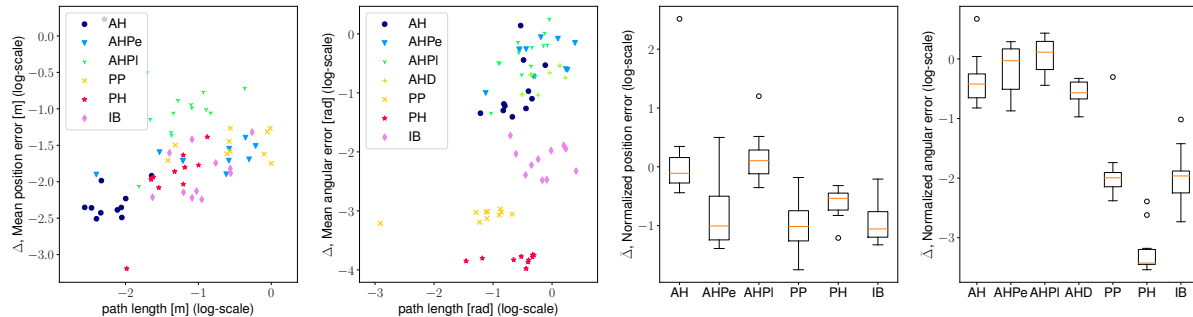 Δ, Mean position error [m] (log-scale)
0.0
−0.5
−1.0
−1.5
−2.0
−2.5
−3.0
AH
AHPe
AHPl
PP
PH
IB
−2
−1
0
path length [m] (log-scale)
Δ, Mean angular error [rad] (log-scale)
0
−1
−2
−3
−4
AH
AHPe
AHPl
AHD
PP
PH
IB
−3
−2
−1
0
path length [rad] (log-scale)
Δ̄, Normalized position error (log-scale)
2
1
0
−1
AH
AHPe
AHPl
PP
PH
IB
Δ̄, Normalized angular error (log-scale)
0
−1
−2
−3
AH
AHPe
AHPl
AHD
PP
PH
IB